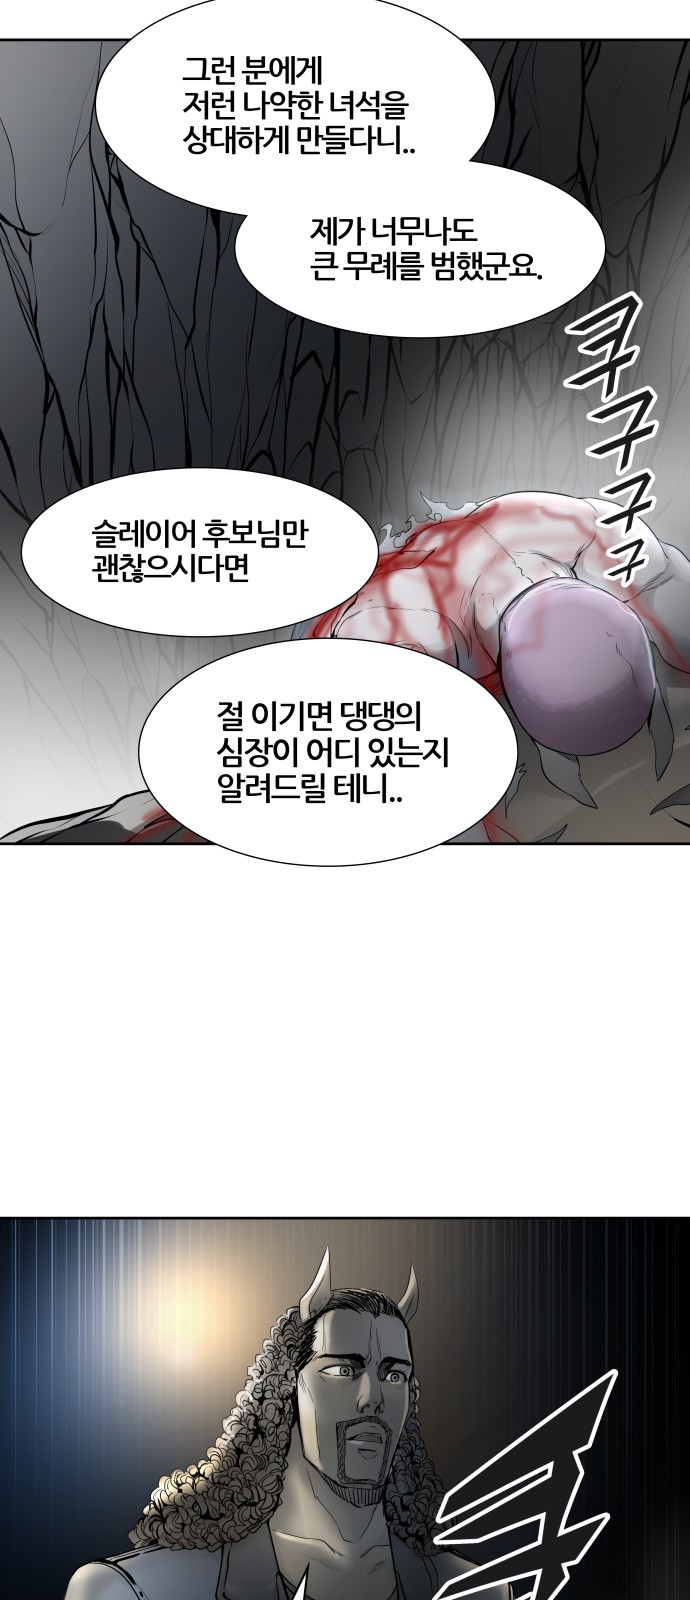 그런 분에게
저런 나약한 녀석을
상대하게 만들다니..
제가 너무나도
큰 무례를 범했군요.
쿠구구구
슬레이어 후보님만
괜찮으시다면
절 이기면 댕댕의
심장이 어디 있는지
알려드릴 테니..